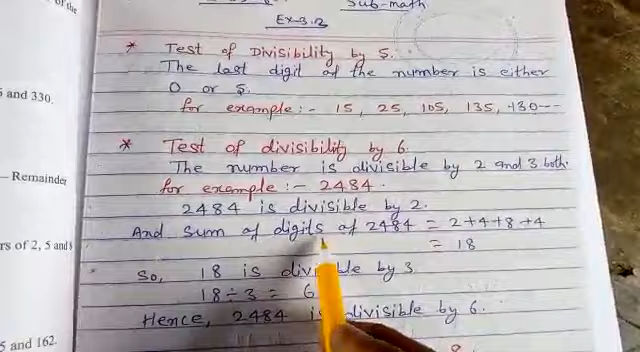 of the
Sub-math
Ex-3.2
* Test of Divisibility by 5.
The last digit of the number is either
0 or 5.
5 and 330.
for example:- 15, 25, 105, 135, 130---
* Test of divisibility by 6.
The number is divisible by 2 and 3 both.
– Remainder
for example:- 2484.
2484 is divisible by 2.
And sum of digits of 2484 = 2+4+8+4
rs of 2, 5 and
= 18
So, 18 is divisible by 3
18÷3 = 6
Hence, 2484 is divisible by 6.
5 and 162.